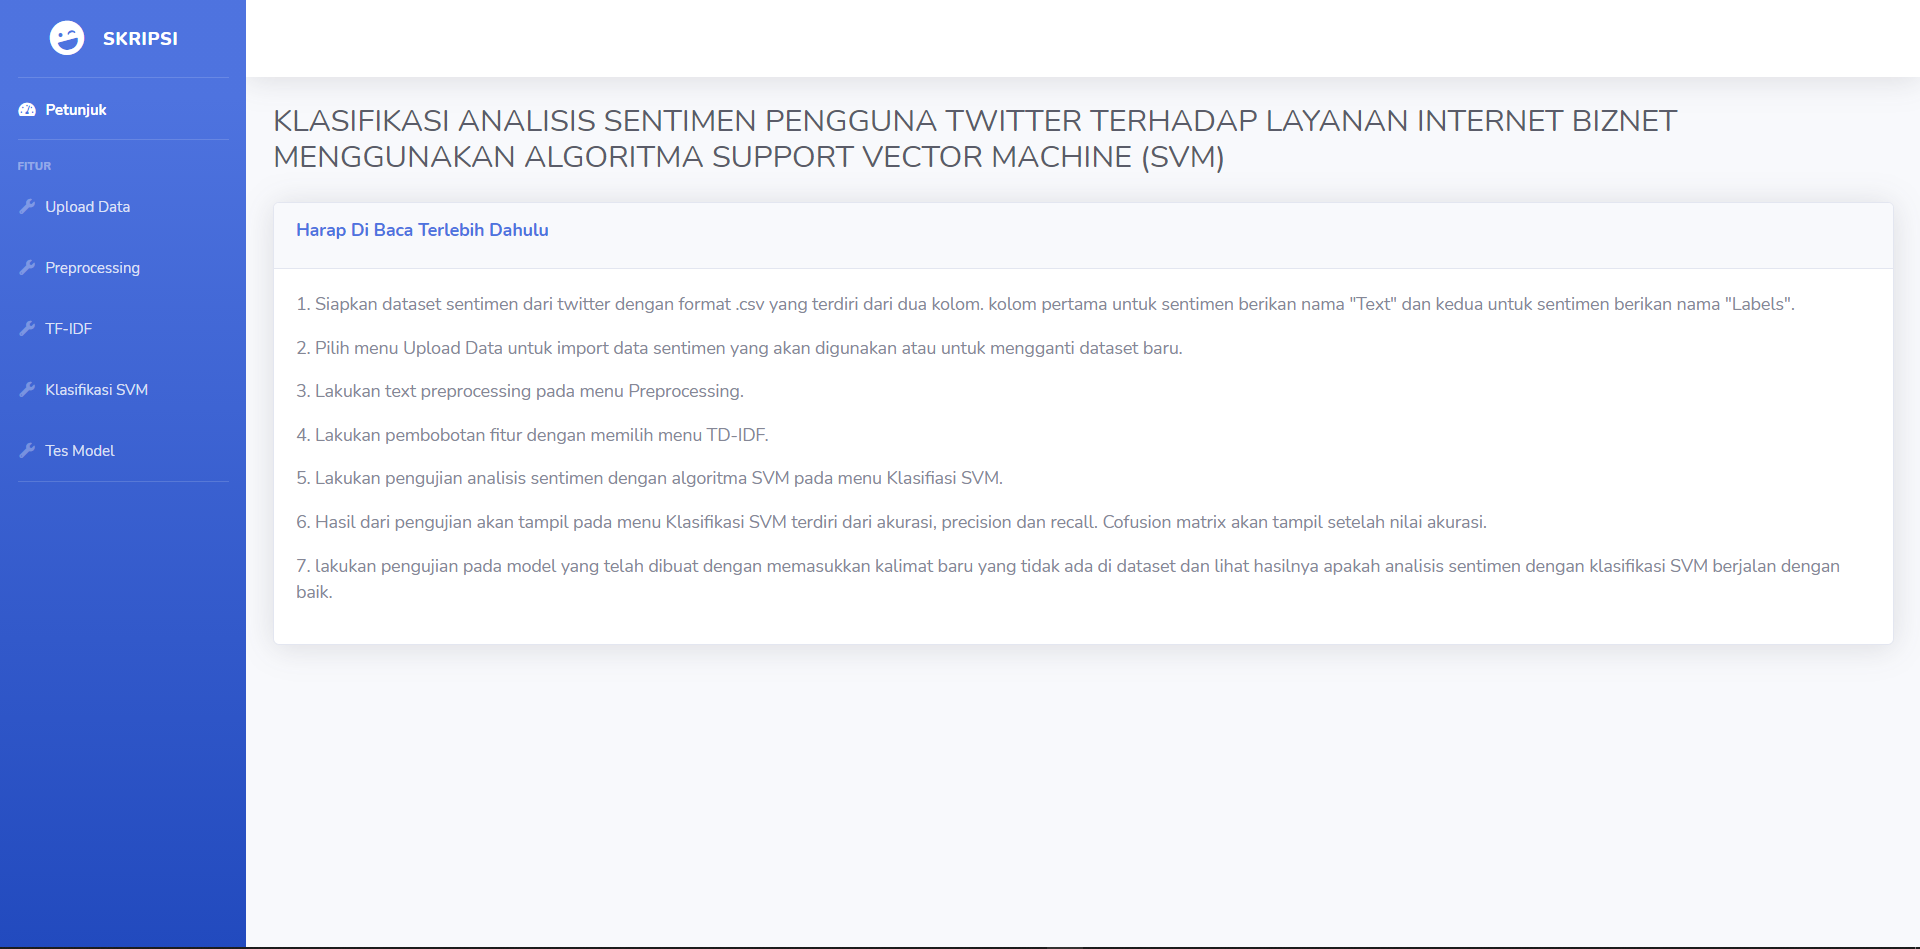 SKRIPSI
Petunjuk
FITUR
Upload Data
Preprocessing
TF-IDF
Klasifikasi SVM
Tes Model
KLASIFIKASI ANALISIS SENTIMEN PENGGUNA TWITTER TERHADAP LAYANAN INTERNET BIZNET
MENGGUNAKAN ALGORITMA SUPPORT VECTOR MACHINE (SVM)
Harap Di Baca Terlebih Dahulu
1. Siapkan dataset sentimen dari twitter dengan format .csv yang terdiri dari dua kolom. kolom pertama untuk sentimen berikan nama "Text" dan kedua untuk sentimen berikan nama "Labels".
2. Pilih menu Upload Data untuk import data sentimen yang akan digunakan atau untuk mengganti dataset baru.
3. Lakukan text preprocessing pada menu Preprocessing.
4. Lakukan pembobotan fitur dengan memilih menu TD-IDF.
5. Lakukan pengujian analisis sentimen dengan algoritma SVM pada menu Klasifiasi SVM.
6. Hasil dari pengujian akan tampil pada menu Klasifikasi SVM terdiri dari akurasi, precision dan recall. Cofusion matrix akan tampil setelah nilai akurasi.
7. lakukan pengujian pada model yang telah dibuat dengan memasukkan kalimat baru yang tidak ada di dataset dan lihat hasilnya apakah analisis sentimen dengan klasifikasi SVM berjalan dengan
baik.